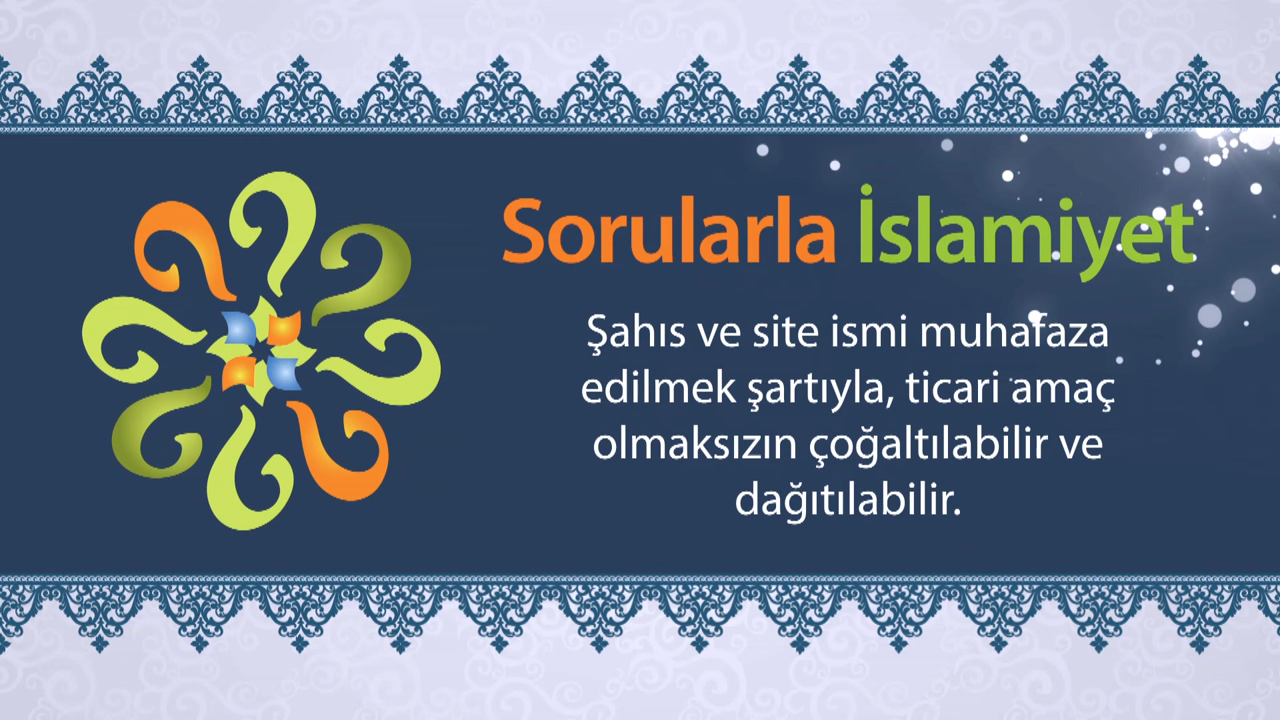 Sorularla İslamiyet
Şahıs ve site ismi muhafaza
edilmek şartıyla, ticari amaç
olmaksızın çoğaltılabilir ve
dağıtılabilir.